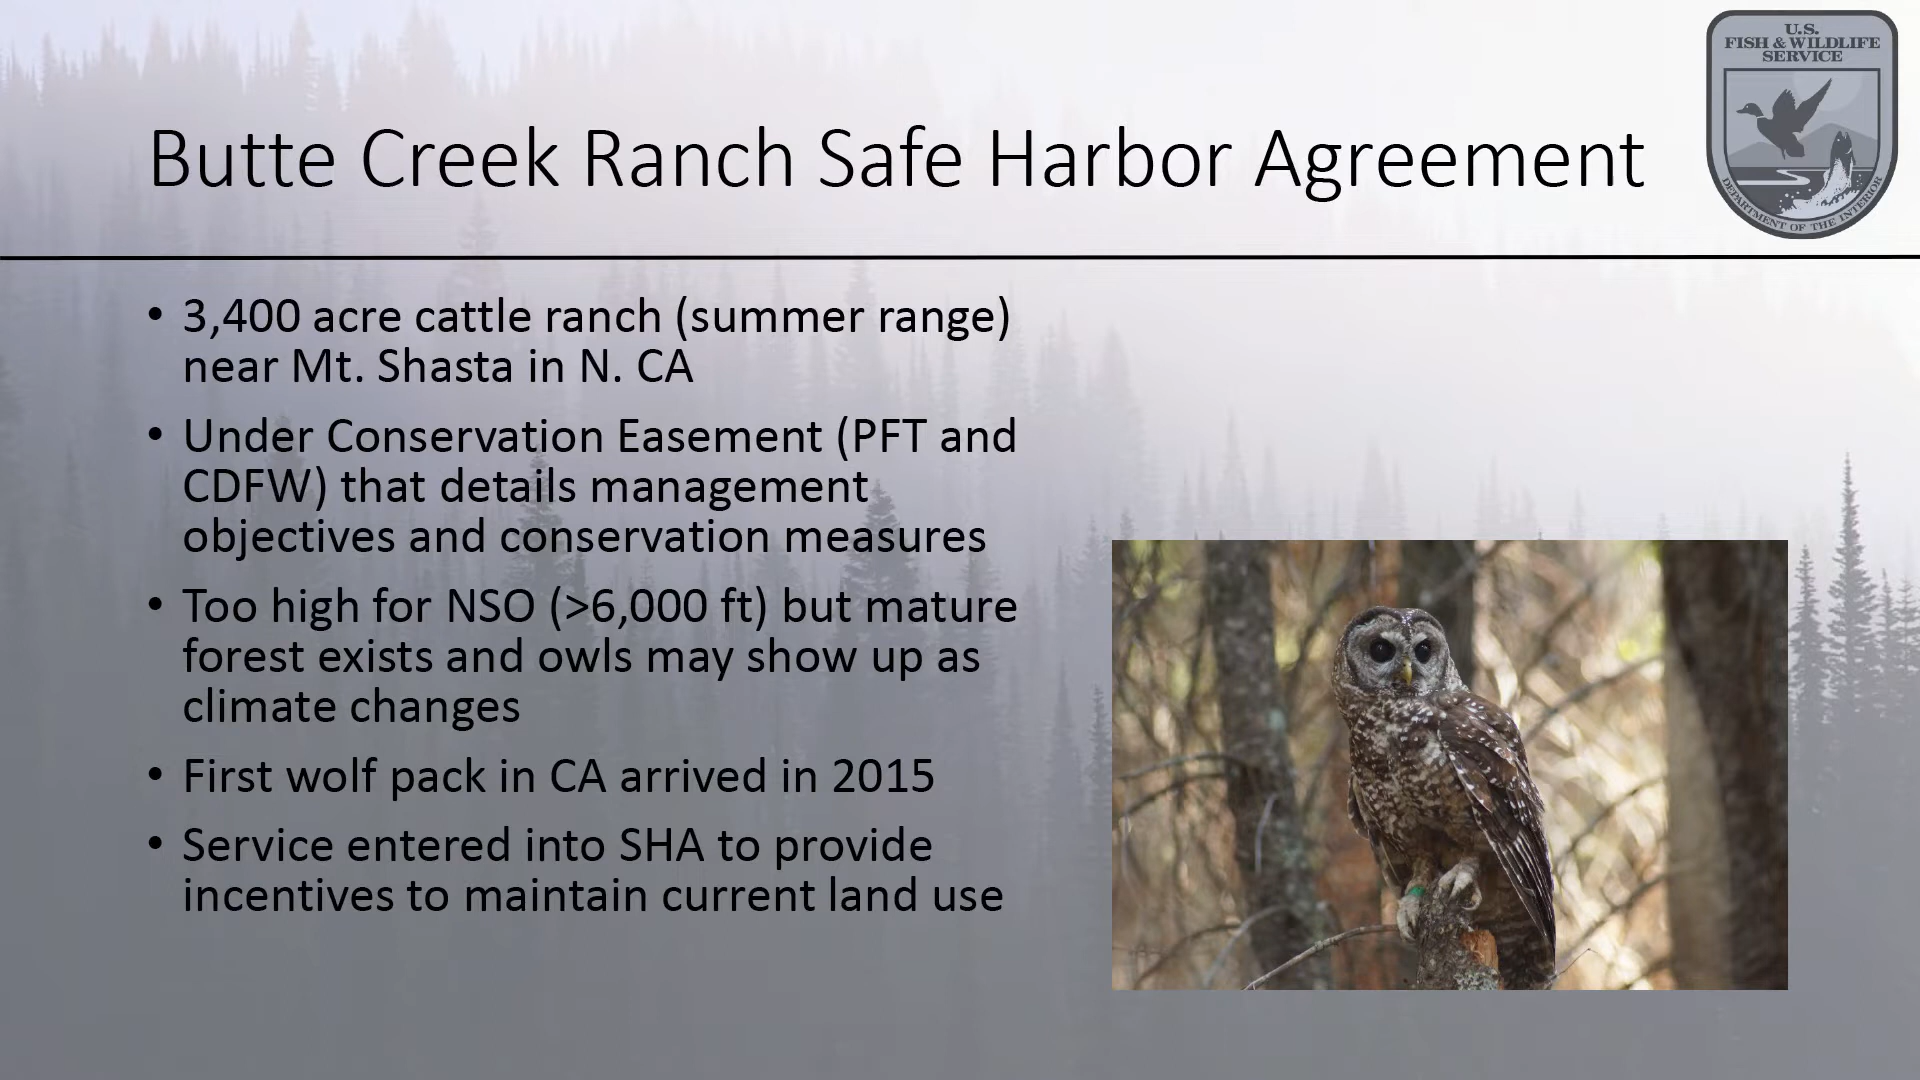 U.S.
FISH & WILDLIFE
SERVICE
DEPARTMENT OF THE INTERIOR
Butte Creek Ranch Safe Harbor Agreement
• 3,400 acre cattle ranch (summer range)
near Mt. Shasta in N. CA
• Under Conservation Easement (PFT and
CDFW) that details management
objectives and conservation measures
• Too high for NSO (>6,000 ft) but mature
forest exists and owls may show up as
climate changes
• First wolf pack in CA arrived in 2015
• Service entered into SHA to provide
incentives to maintain current land use